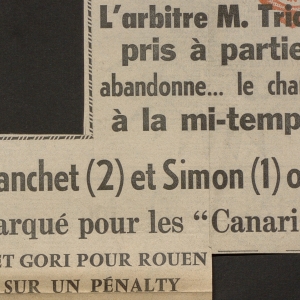 L'arbitre M. Tric
pris à partie
abandonne... le cha
à la mi-temp
anchet (2) et Simon (1) o
arqué pour les "Canari
ET GORI POUR ROUEN
SUR UN PÉNALTY